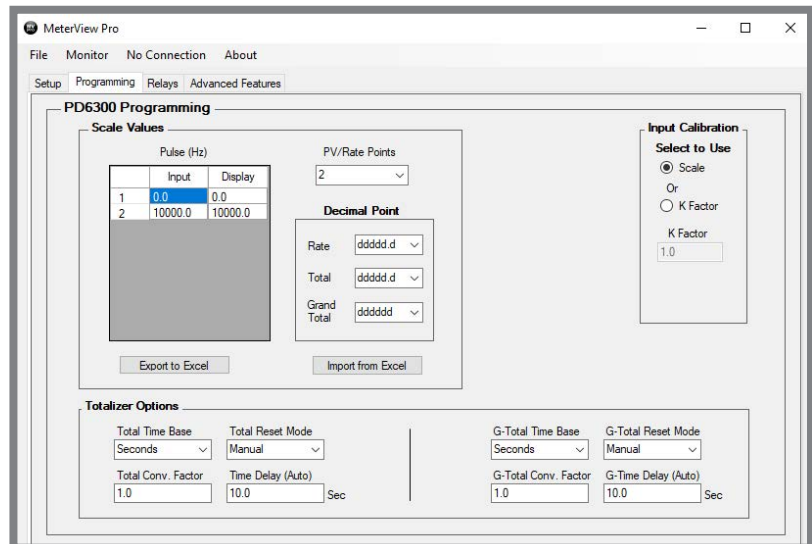 MeterView Pro
File Monitor No Connection About
Setup Programming Relays Advanced Features
PD6300 Programming
Scale Values
Pulse (Hz)
Input Display
1 0.0 0.0
2 10000.0 10000.0
PV/Rate Points
2
Decimal Point
Rate ddddd.d
Total ddddd.d
Grand Total dddddd
Export to Excel
Import from Excel
Input Calibration
Select to Use
Scale
Or
K Factor
K Factor
1.0
Totalizer Options
Total Time Base Total Reset Mode
Seconds Manual
Total Conv. Factor Time Delay (Auto)
1.0 10.0 Sec
G-Total Time Base G-Total Reset Mode
Seconds Manual
G-Total Conv. Factor G-Time Delay (Auto)
1.0 10.0 Sec